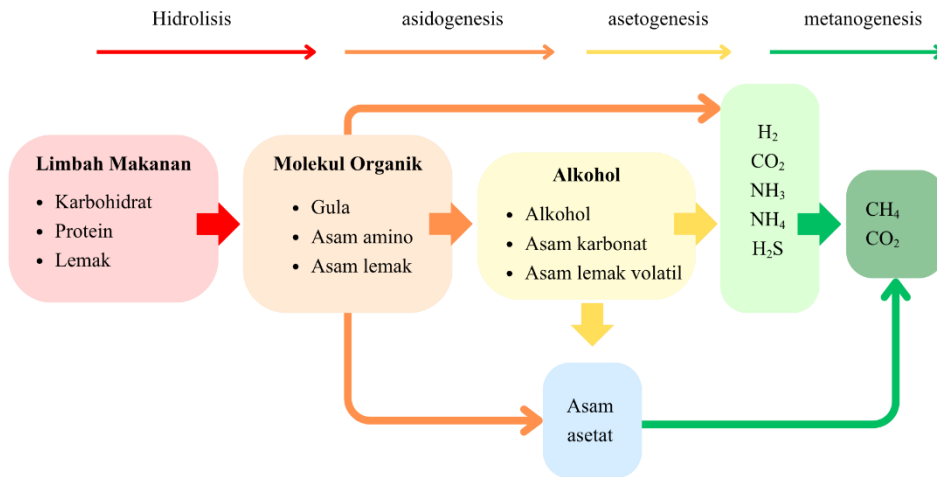 Hidrolisis
asidogenesis
asetogenesis
metanogenesis
Limbah Makanan
• Karbohidrat
• Protein
• Lemak
Molekul Organik
• Gula
• Asam amino
• Asam lemak
Alkohol
• Alkohol
• Asam karbonat
• Asam lemak volatil
H₂
CO₂
NH₃
NH₄
H₂S
CH₄
CO₂
Asam
asetat